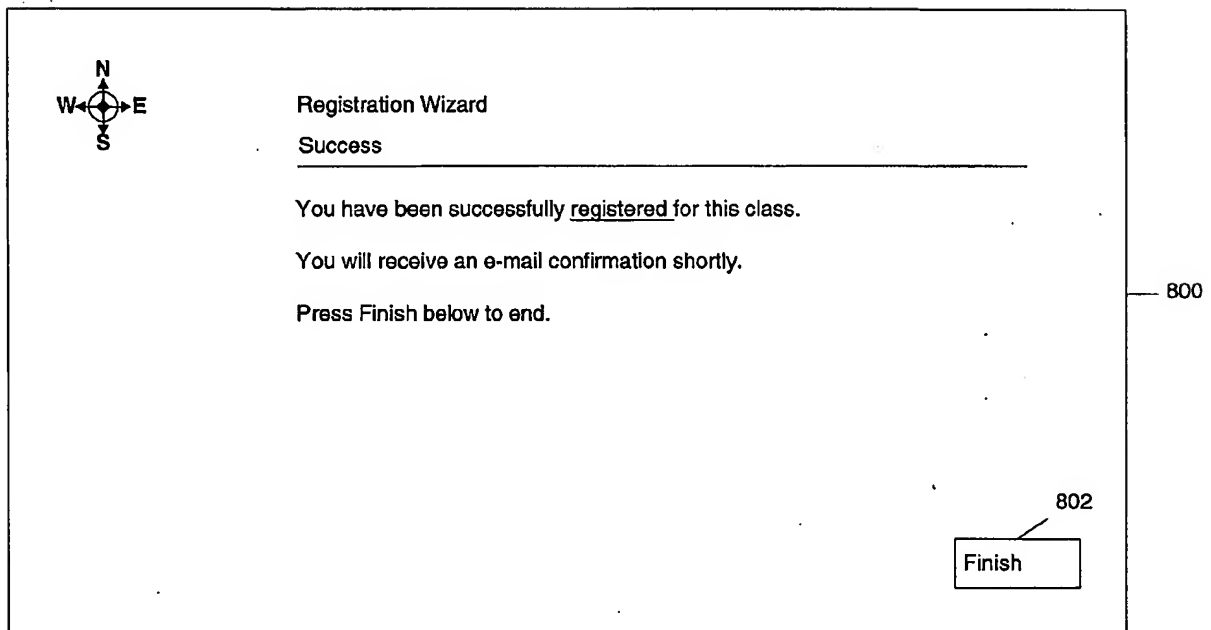 N
W E
S
Registration Wizard
Success
You have been successfully registered for this class.
You will receive an e-mail confirmation shortly.
Press Finish below to end.
800
802
Finish